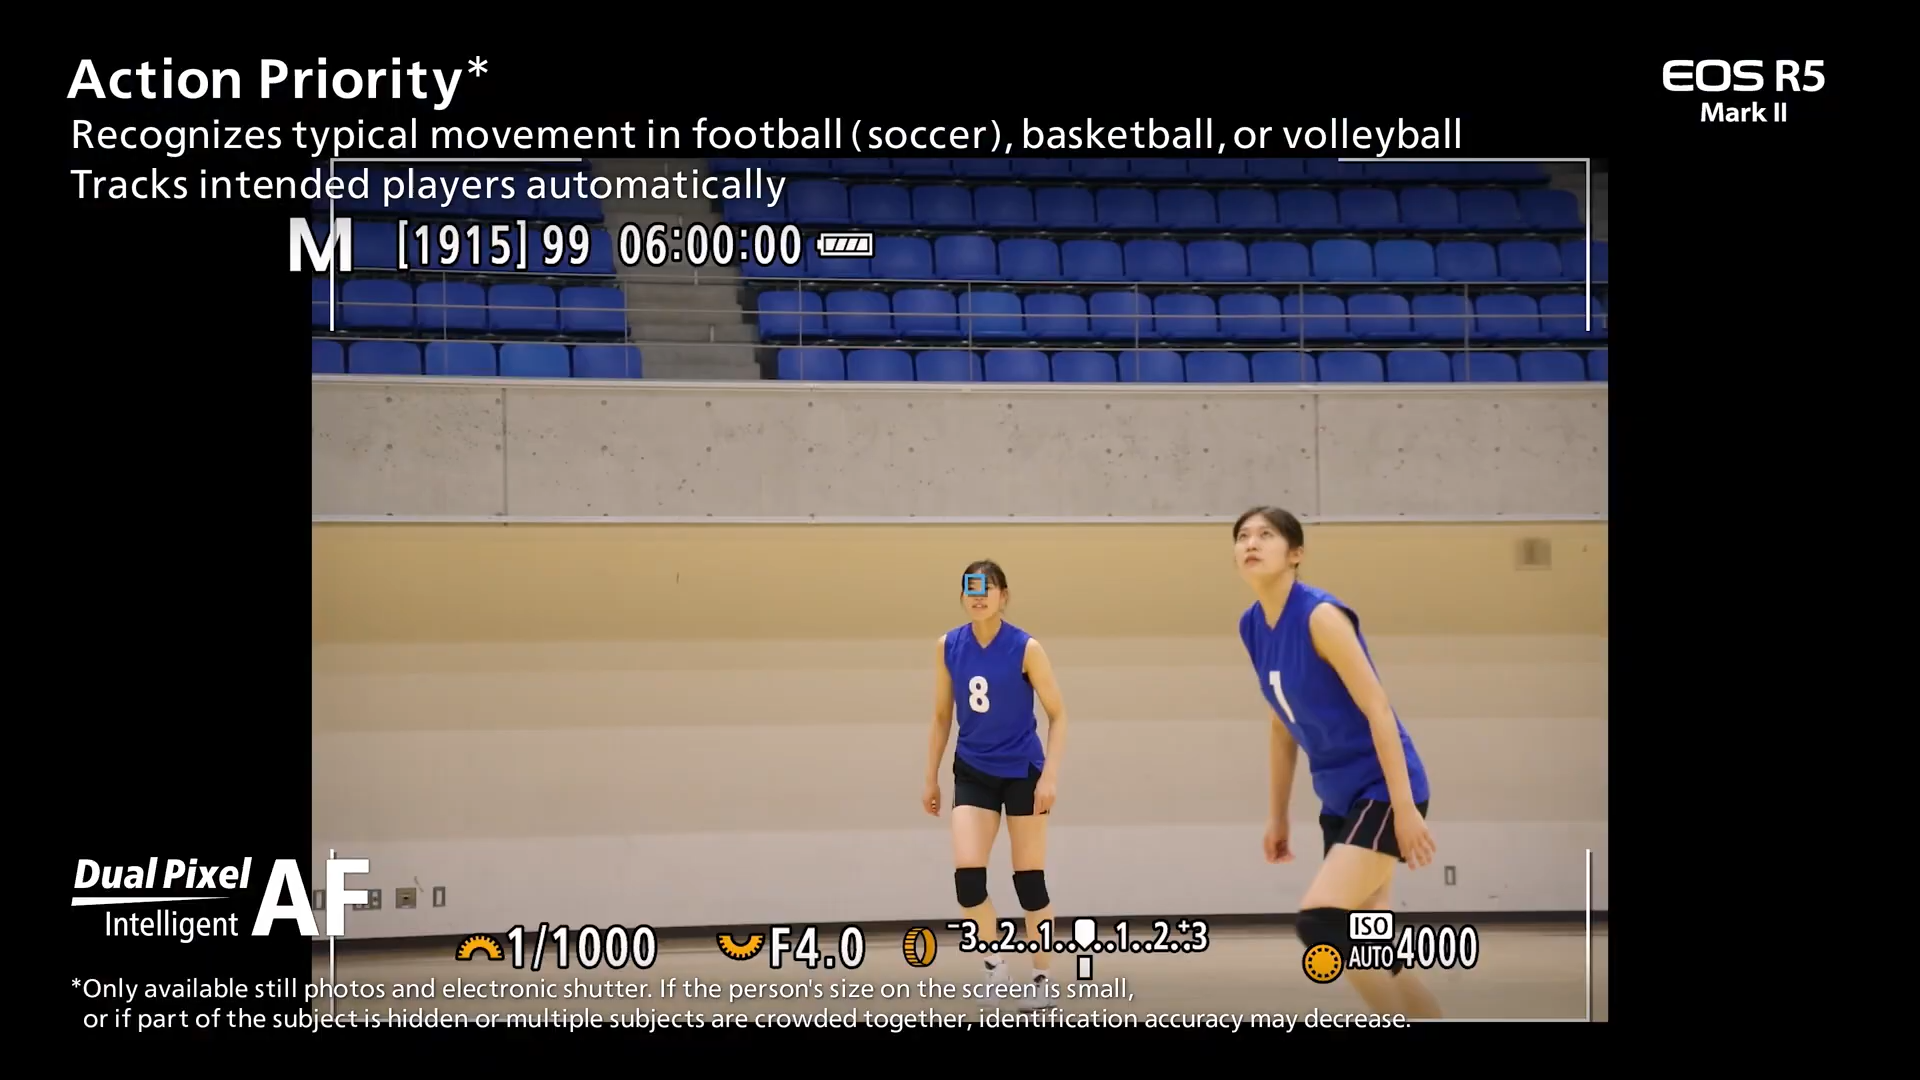 Action Priority*
EOS R5
Mark II
Recognizes typical movement in football (soccer), basketball, or volleyball
Tracks intended players automatically
M [1915] 99 06:00:00
8
1
Dual Pixel
Intelligent AF
1/1000 F4.0 -3..2..1....1..2..+3 ISO AUTO 4000
*Only available still photos and electronic shutter. If the person's size on the screen is small,
or if part of the subject is hidden or multiple subjects are crowded together, identification accuracy may decrease.